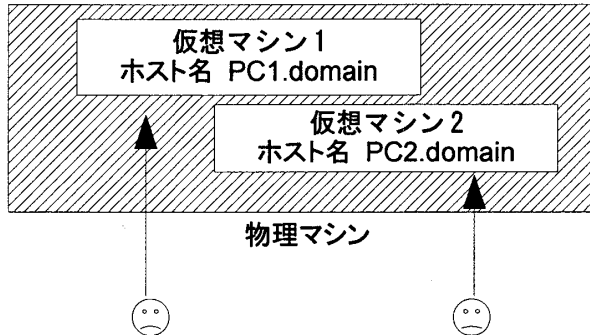 仮想マシン1
ホスト名 PC1.domain
仮想マシン2
ホスト名 PC2.domain
物理マシン